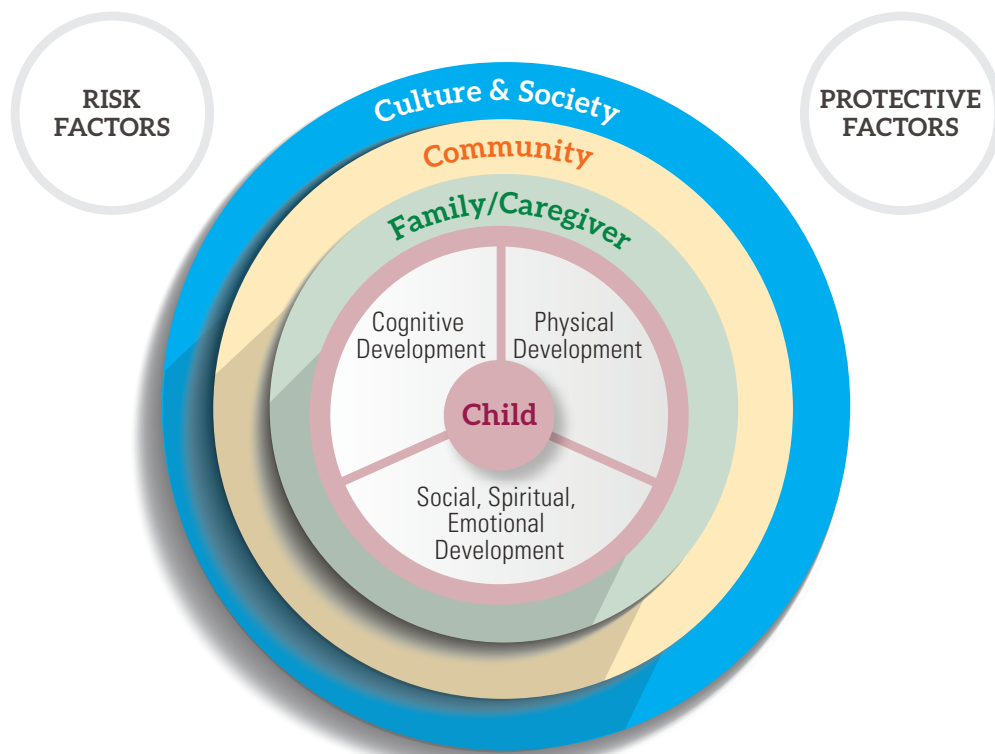 RISK
FACTORS
PROTECTIVE
FACTORS
Culture & Society
Community
Family/Caregiver
Cognitive
Development
Physical
Development
Child
Social, Spiritual,
Emotional
Development